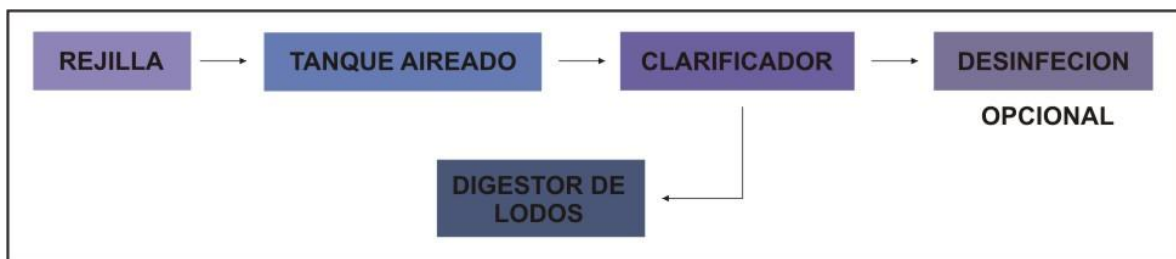 REJILLA
TANQUE AIREADO
CLARIFICADOR
DESINFECION
OPCIONAL
DIGESTOR DE
LODOS